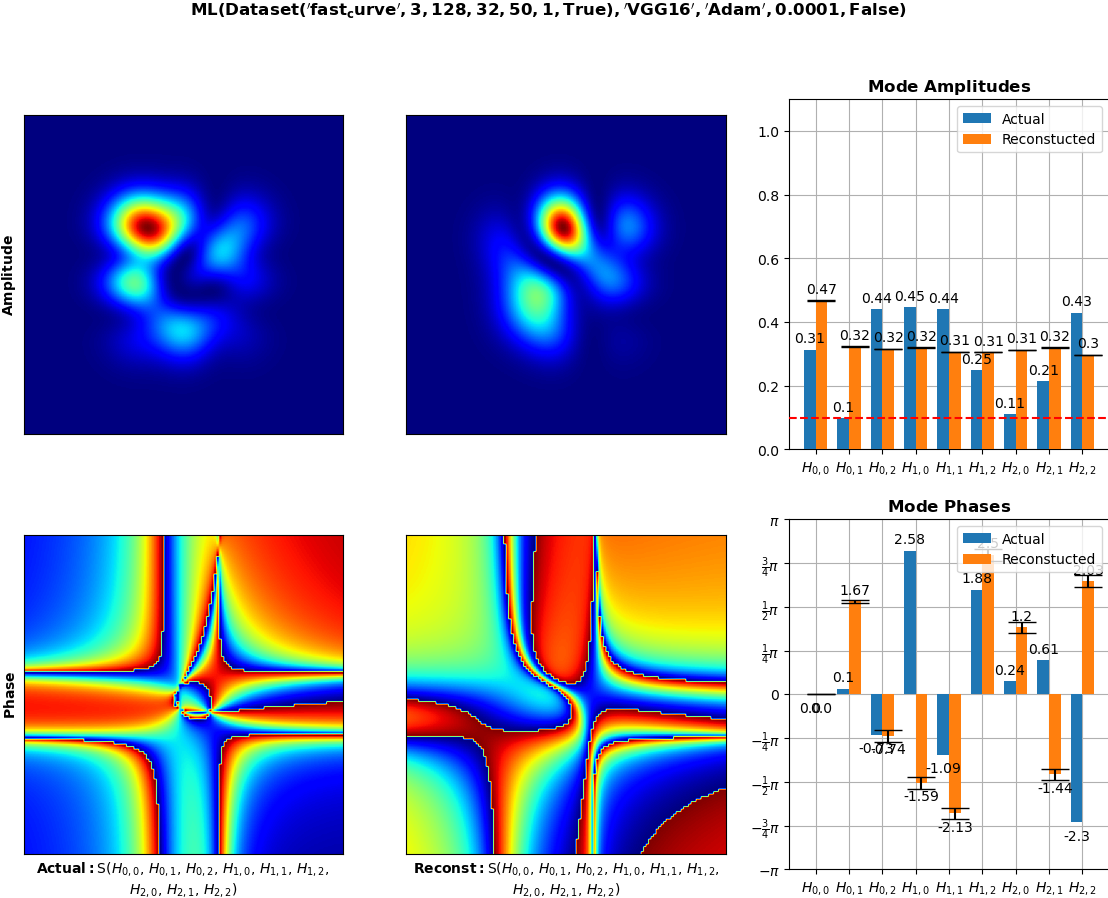 ML(Dataset('fast_curve', 3, 128, 32, 50, 1, True), 'VGG16', 'Adam', 0.0001, False)
Amplitude
Mode Amplitudes
Actual
Reconstucted
1.0
0.8
0.6
0.4
0.2
0.0
0.31 0.1 0.44 0.45 0.44 0.25 0.11 0.21 0.43
0.47 0.32 0.32 0.32 0.31 0.31 0.31 0.32 0.3
H0,0 H0,1 H0,2 H1,0 H1,1 H1,2 H2,0 H2,1 H2,2
Phase
Mode Phases
Actual
Reconstucted
π
3/4π
1/2π
1/4π
0
−1/4π
−1/2π
−3/4π
−π
0.0 0.1 2.58 -1.09 1.88 0.24 0.61 -2.3
0.0 1.67 -0.74 -1.59 -2.13 2.5 1.2 -1.44 2.03
H0,0 H0,1 H0,2 H1,0 H1,1 H1,2 H2,0 H2,1 H2,2
Actual: S(H0,0, H0,1, H0,2, H1,0, H1,1, H1,2,
H2,0, H2,1, H2,2)
Reconst: S(H0,0, H0,1, H0,2, H1,0, H1,1, H1,2,
H2,0, H2,1, H2,2)